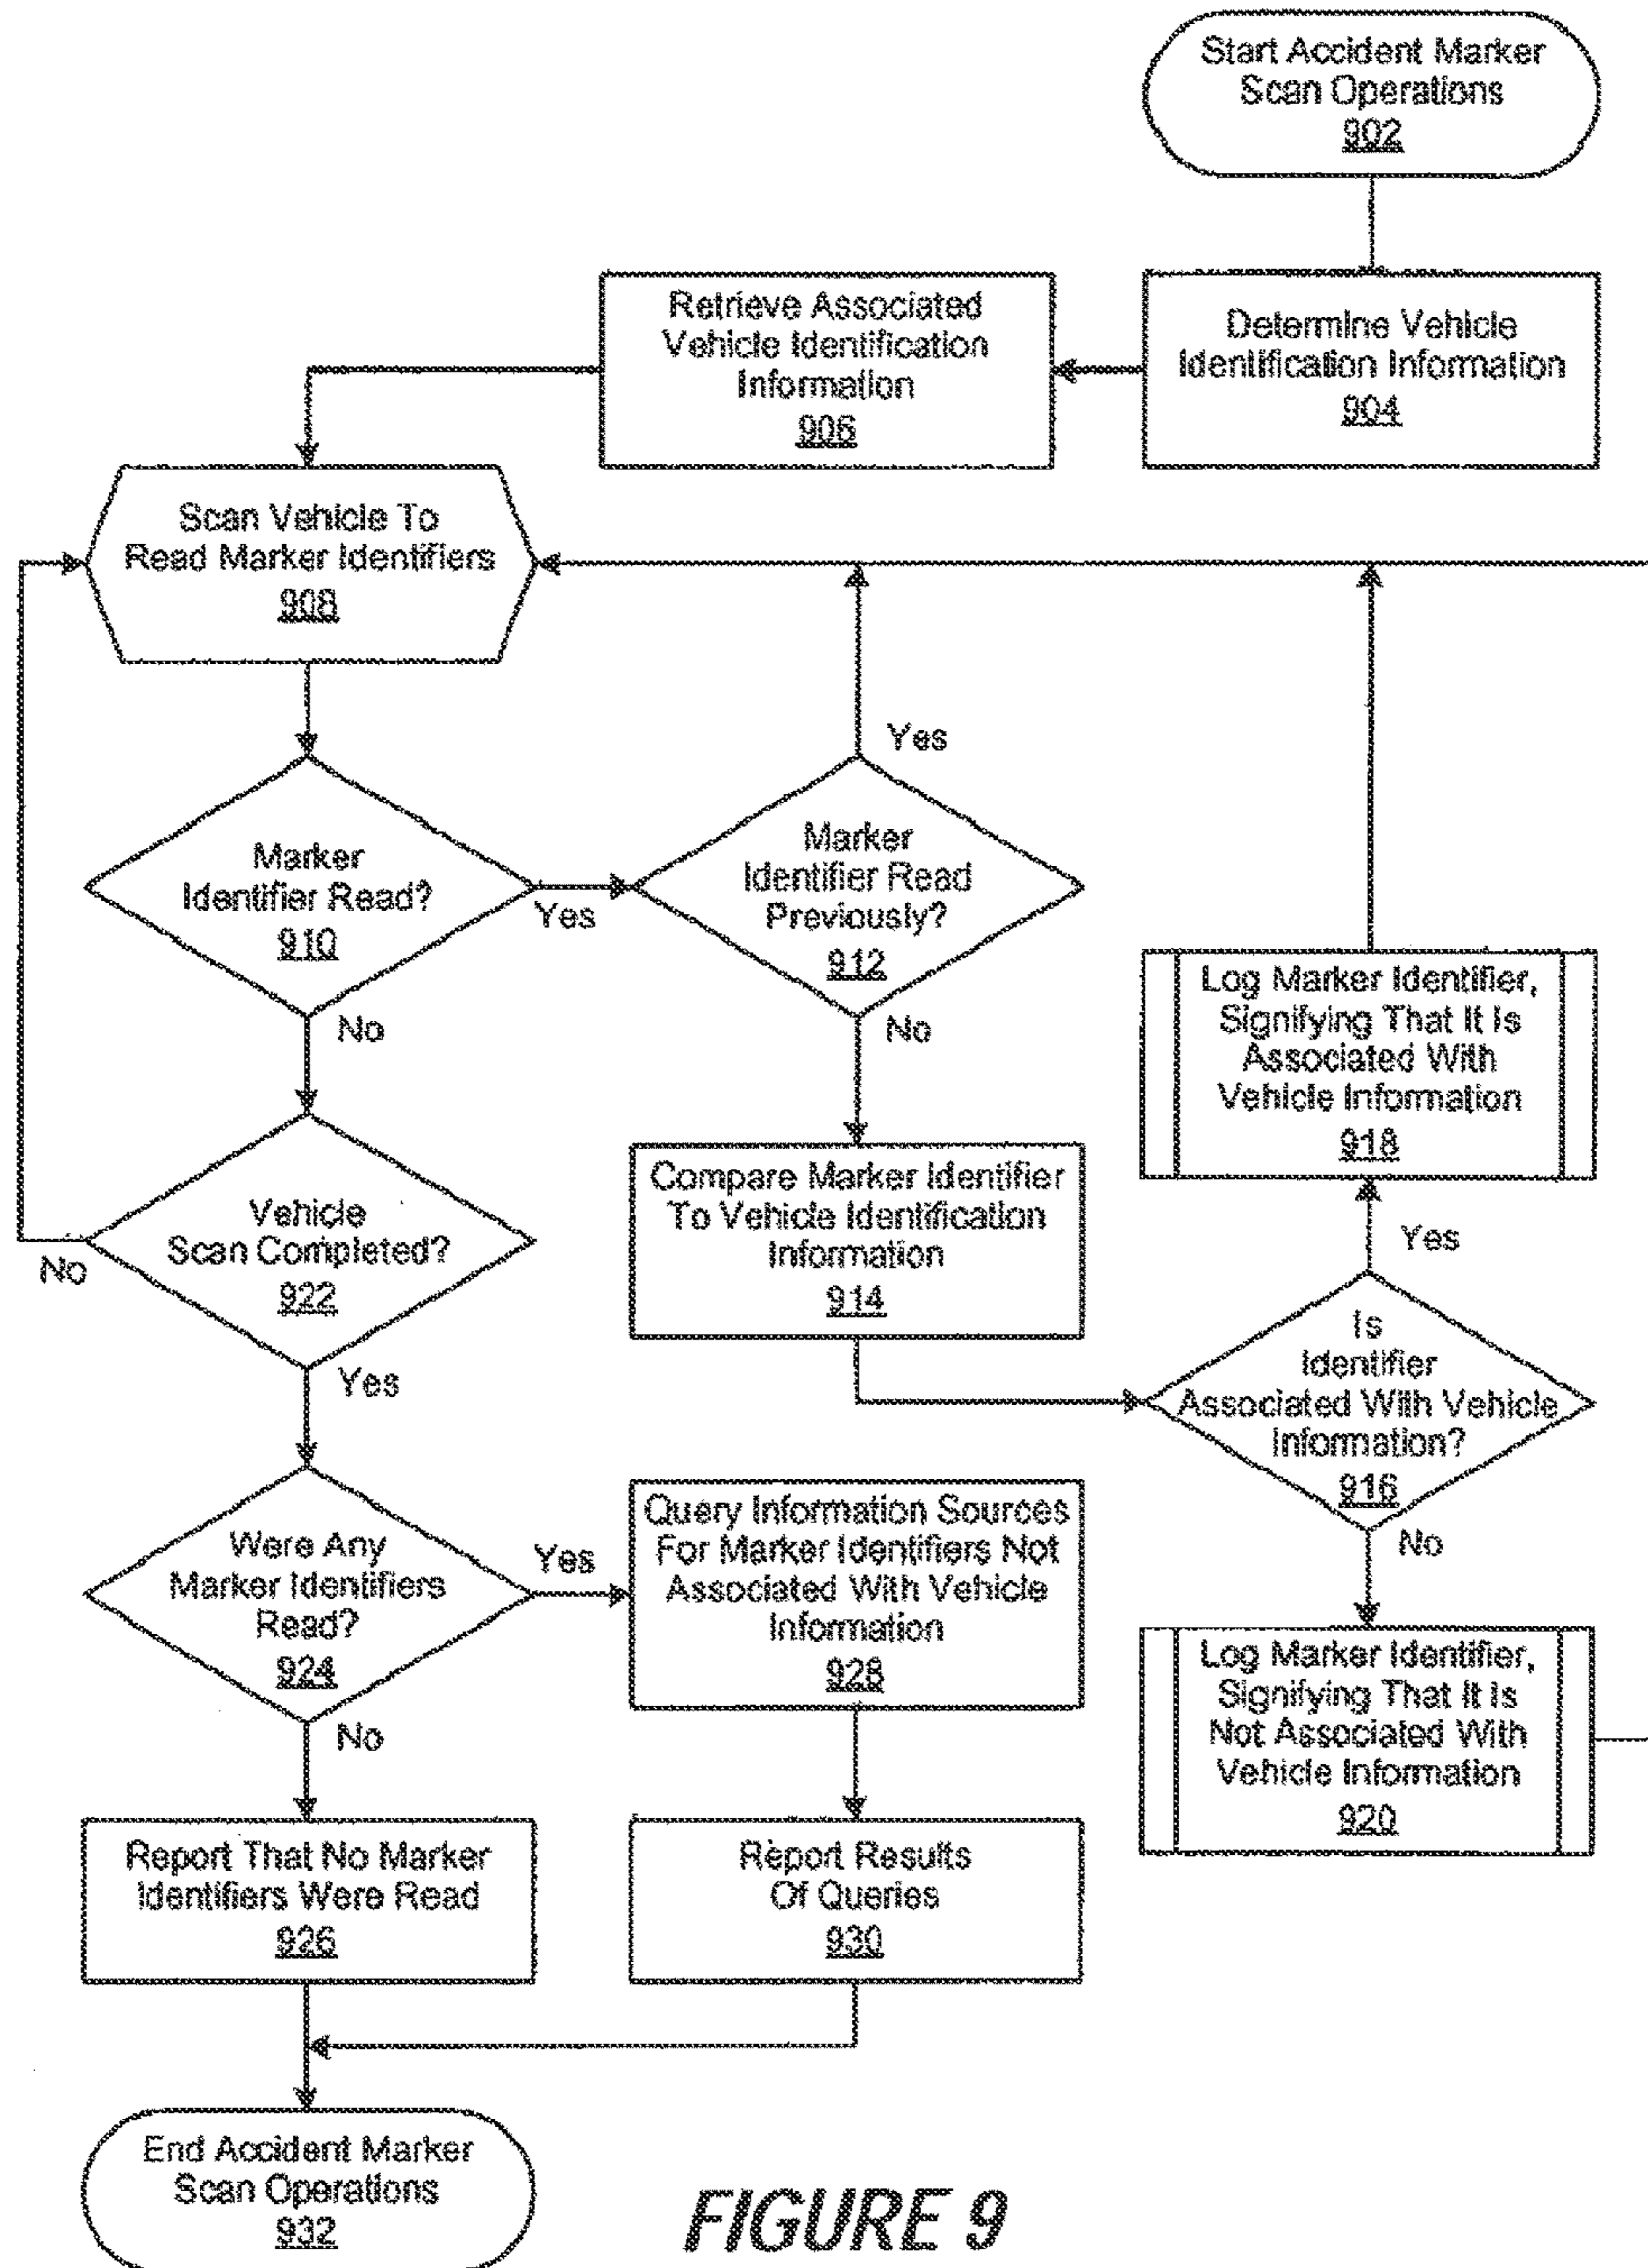 Start Accident Marker
Scan Operations
902
Retrieve Associated
Vehicle Identification
Information
906
Determine Vehicle
Identification Information
904
Scan Vehicle To
Read Marker Identifiers
908
Marker
Identifier Read?
910
Yes
No
Marker
Identifier Read
Previously?
912
Yes
No
Log Marker Identifier,
Signifying That It Is
Associated With
Vehicle Information
918
Vehicle
Scan Completed?
922
No
Yes
Compare Marker Identifier
To Vehicle Identification
Information
914
Yes
Is
Identifier
Associated With Vehicle
Information?
916
No
Were Any
Marker Identifiers
Read?
924
Yes
No
Query Information Sources
For Marker Identifiers Not
Associated With Vehicle
Information
928
Log Marker Identifier,
Signifying That It Is
Not Associated With
Vehicle Information
920
Report That No Marker
Identifiers Were Read
926
Report Results
Of Queries
930
End Accident Marker
Scan Operations
932
FIGURE 9